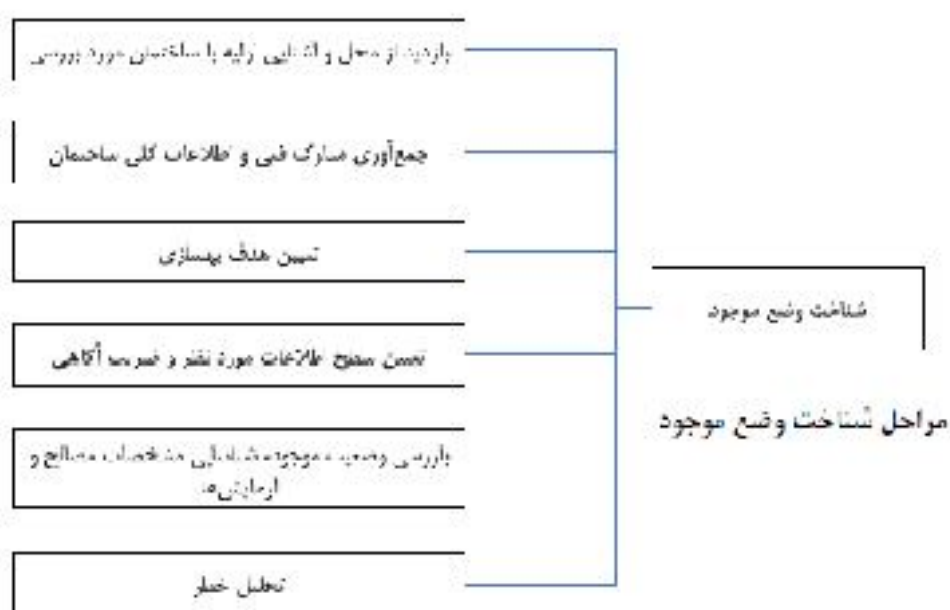 بازدید از محل و آشنایی اولیه با ساختمان مورد بررسی
جمع‌آوری مدارک فنی و اطلاعات کلی ساختمان
تعیین هدف بهسازی
تعیین سطح اطلاعات مورد نظر و ضریب آگاهی
بازرسی وضعیت موجود، شناسایی مشخصات مصالح و
آزمایش‌ها
تحلیل خطر
شناخت وضع موجود
مراحل شناخت وضع موجود